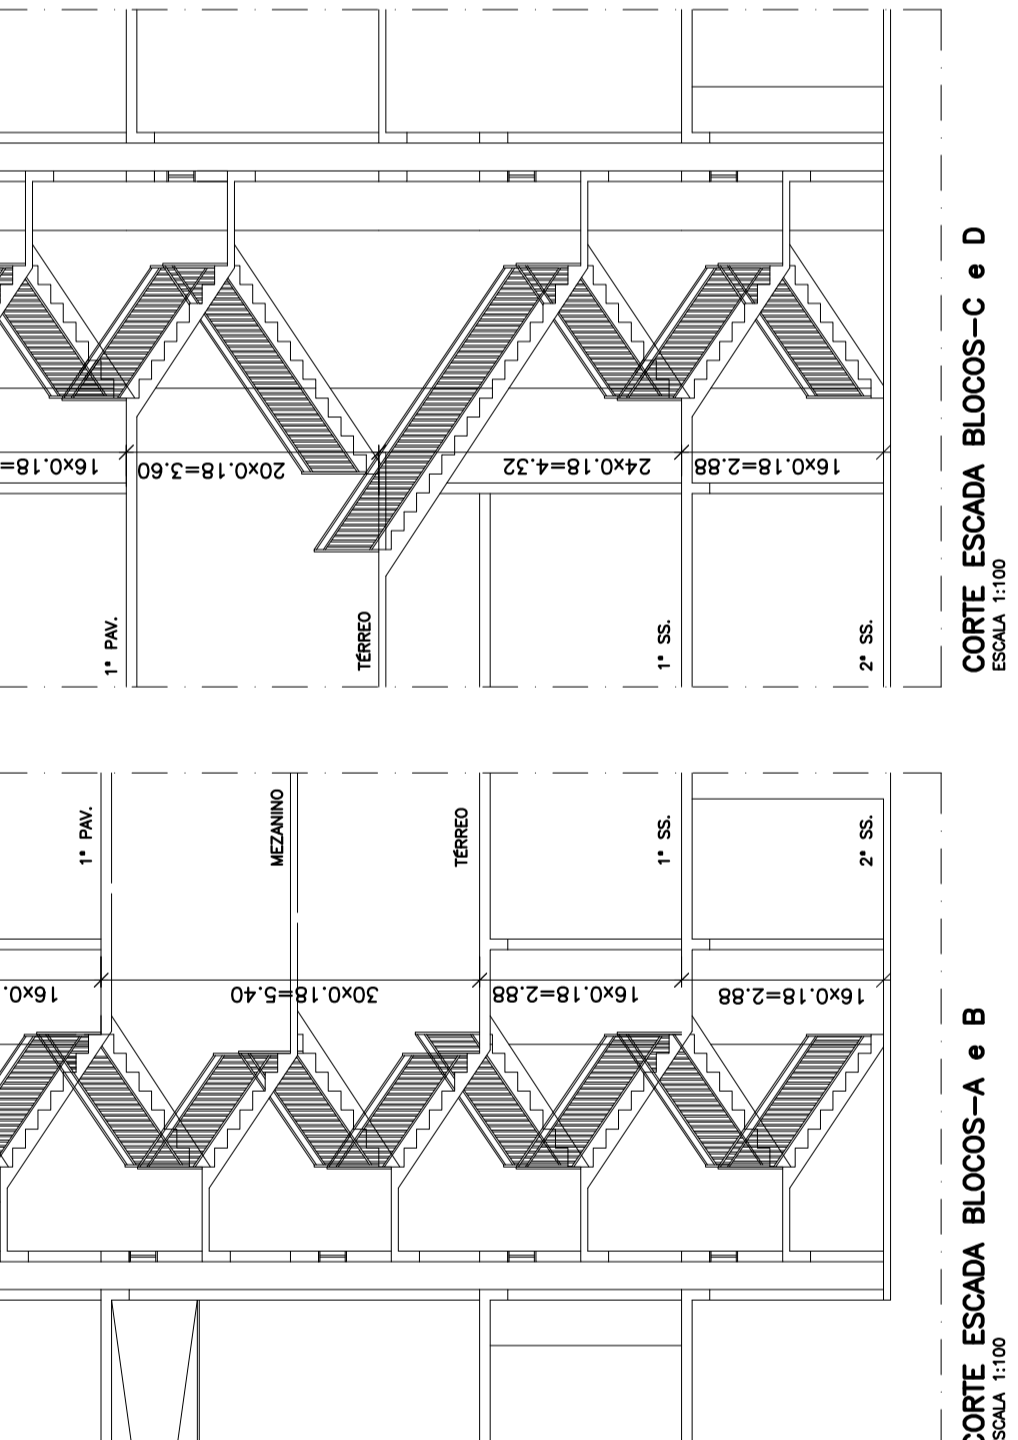 16x0.18=
20x0.18=3.60
24x0.18=4.32
16x0.18=2.88
1° PAV.
TÉRREO
1° SS.
2° SS.
CORTE ESCADA BLOCOS-C e D
ESCALA 1:100
1° PAV.
MEZANINO
TÉRREO
1° SS.
2° SS.
16x0.
30x0.18=5.40
16x0.18=2.88
16x0.18=2.88
CORTE ESCADA BLOCOS-A e B
SCALA 1:100